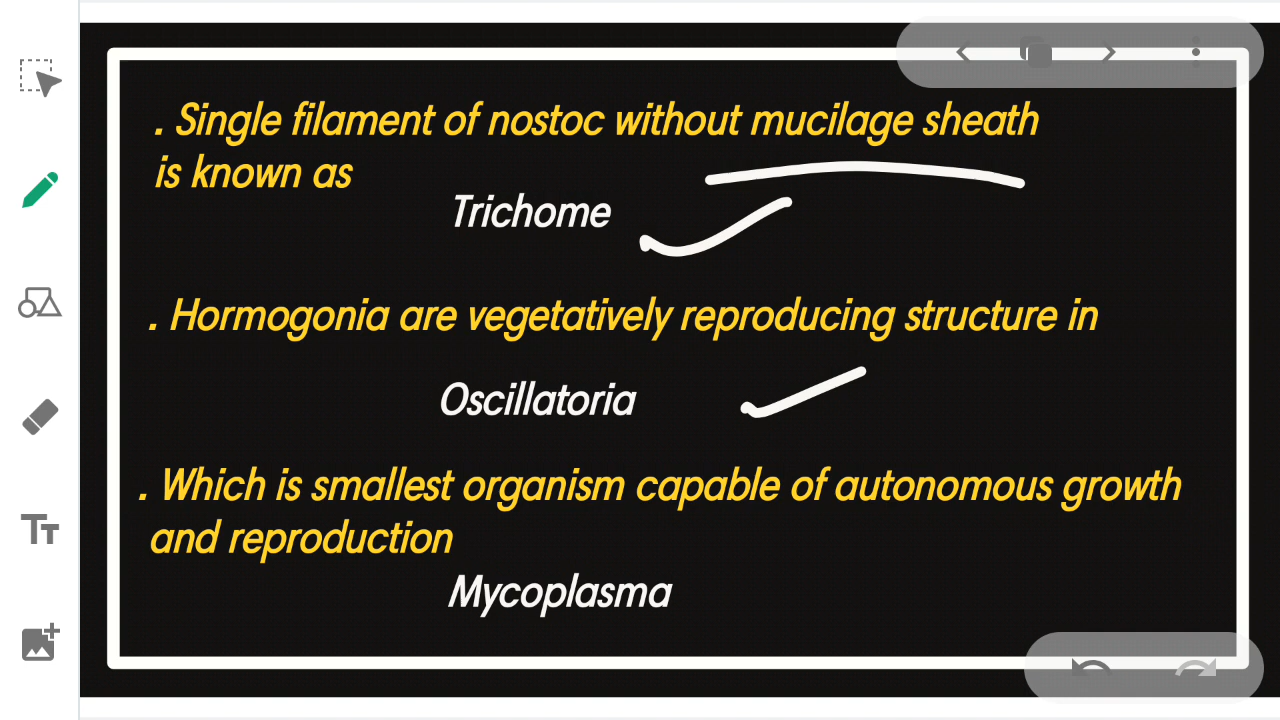 . Single filament of nostoc without mucilage sheath
is known as
Trichome
. Hormogonia are vegetatively reproducing structure in
Oscillatoria
. Which is smallest organism capable of autonomous growth
and reproduction
Mycoplasma